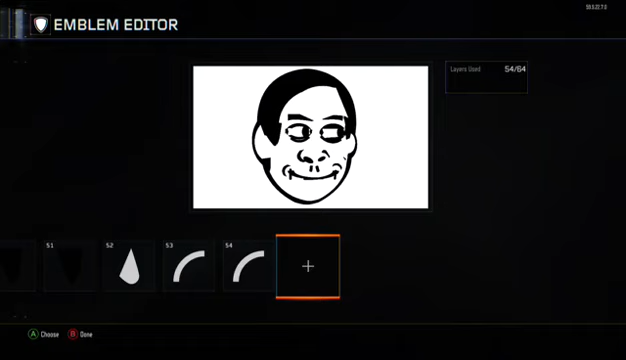 EMBLEM EDITOR
Layers Used 54/64
51 52 53 54
A Choose B Done